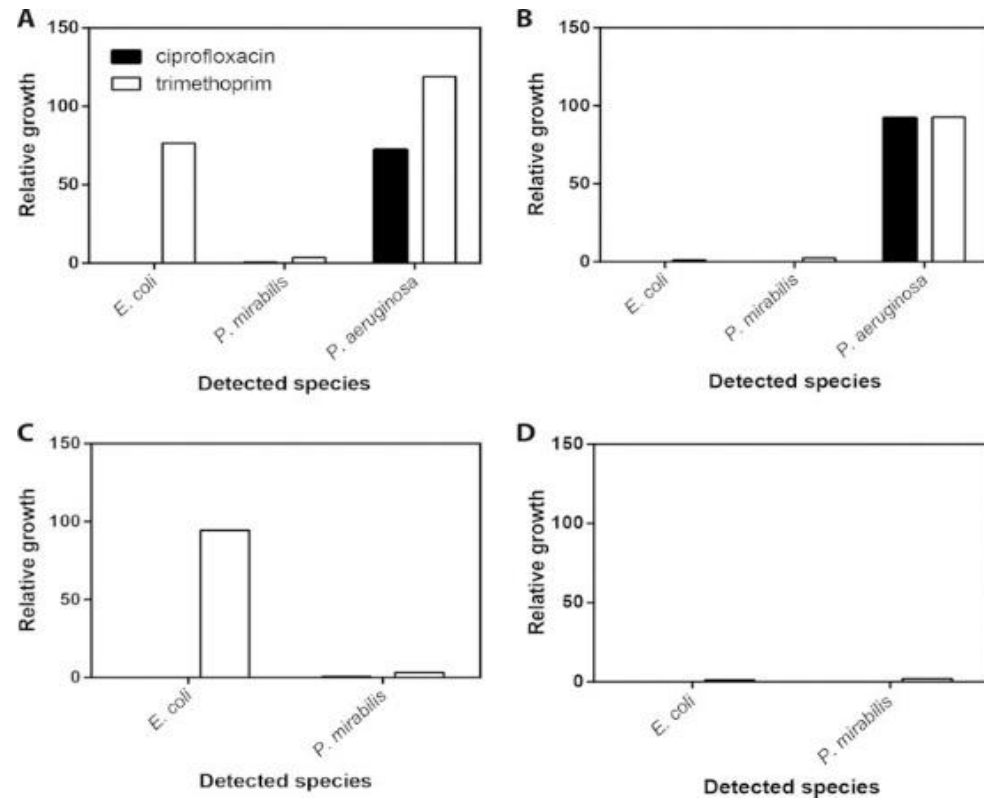 A
150
100
50
0
Relative growth
ciprofloxacin
trimethoprim
E. coli
P. mirabilis
P. aeruginosa
Detected species
B
150
100
50
0
Relative growth
E. coli
P. mirabilis
P. aeruginosa
Detected species
C
150
100
50
0
Relative growth
E. coli
P. mirabilis
Detected species
D
150
100
50
0
Relative growth
E. coli
P. mirabilis
Detected species